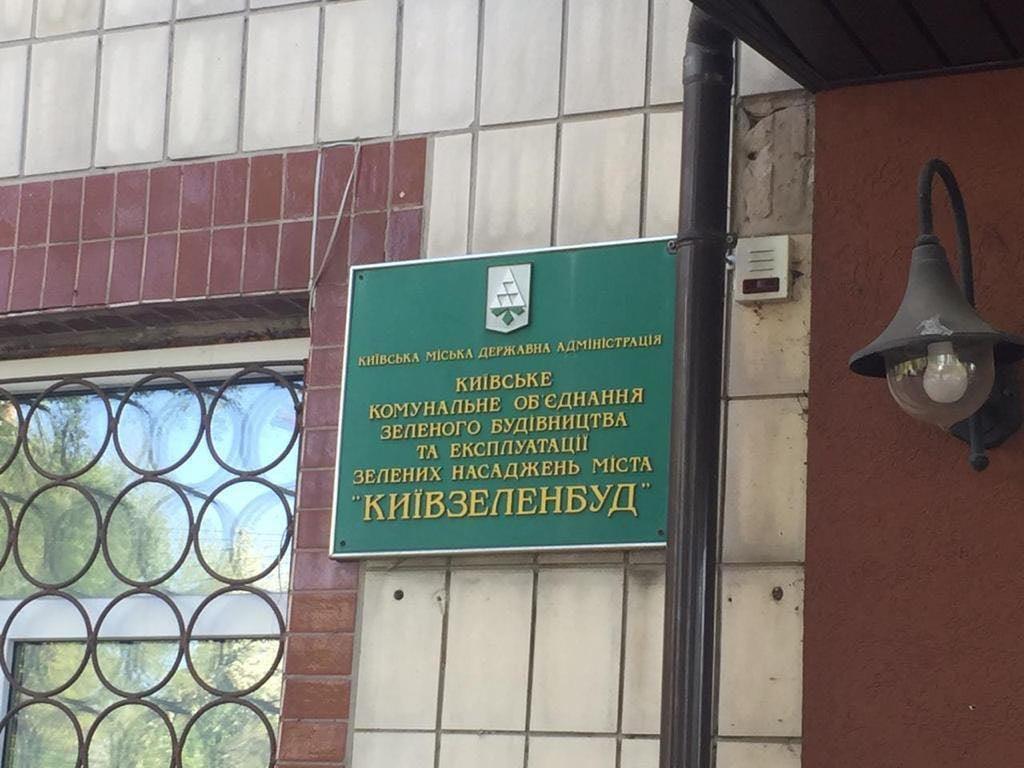 КИЇВСЬКА МІСЬКА ДЕРЖАВНА АДМІНІСТРАЦІЯ
КИЇВСЬКЕ
КОМУНАЛЬНЕ ОБ'ЄДНАННЯ
ЗЕЛЕНОГО БУДІВНИЦТВА
ТА ЕКСПЛУАТАЦІЇ
ЗЕЛЕНИХ НАСАДЖЕНЬ МІСТА
"КИЇВЗЕЛЕНБУД"